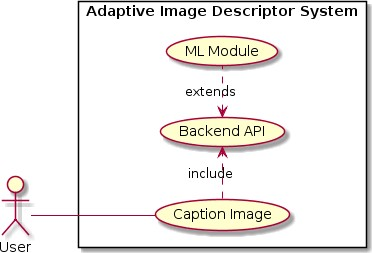 Adaptive Image Descriptor System
ML Module
extends
Backend API
include
Caption Image
User